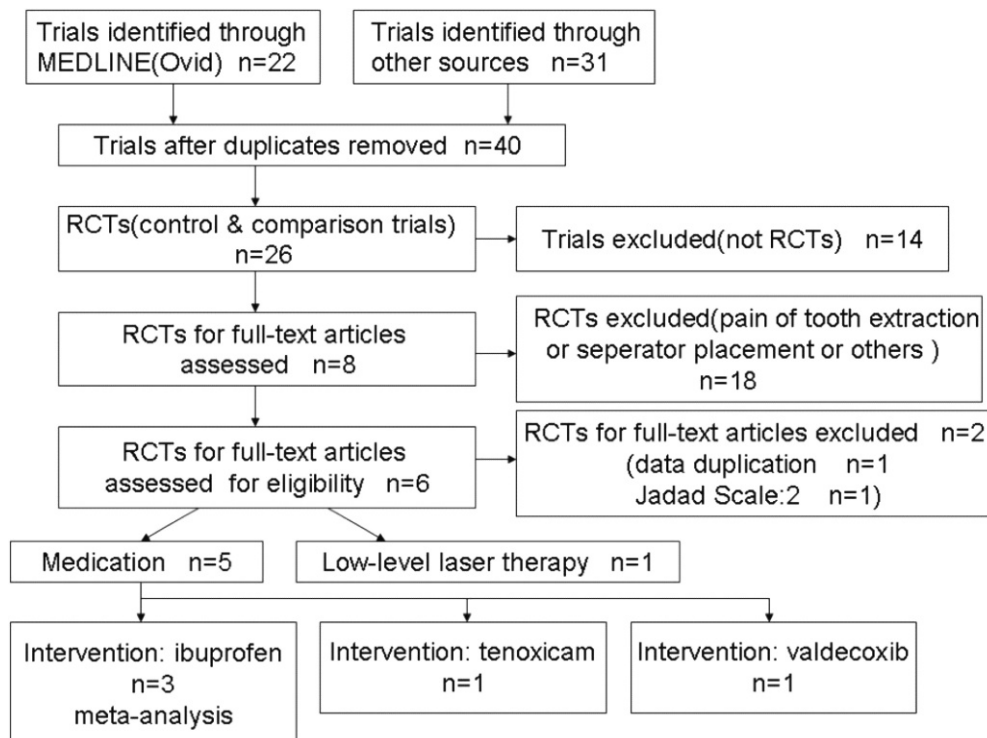 Trials identified through
MEDLINE(Ovid) n=22
Trials identified through
other sources n=31
Trials after duplicates removed n=40
RCTs(control & comparison trials)
n=26
Trials excluded(not RCTs) n=14
RCTs for full-text articles
assessed n=8
RCTs excluded(pain of tooth extraction
or seperator placement or others )
n=18
RCTs for full-text articles
assessed for eligibility n=6
RCTs for full-text articles excluded n=2
(data duplication n=1
Jadad Scale:2 n=1)
Medication n=5
Low-level laser therapy n=1
Intervention: ibuprofen
n=3
meta-analysis
Intervention: tenoxicam
n=1
Intervention: valdecoxib
n=1